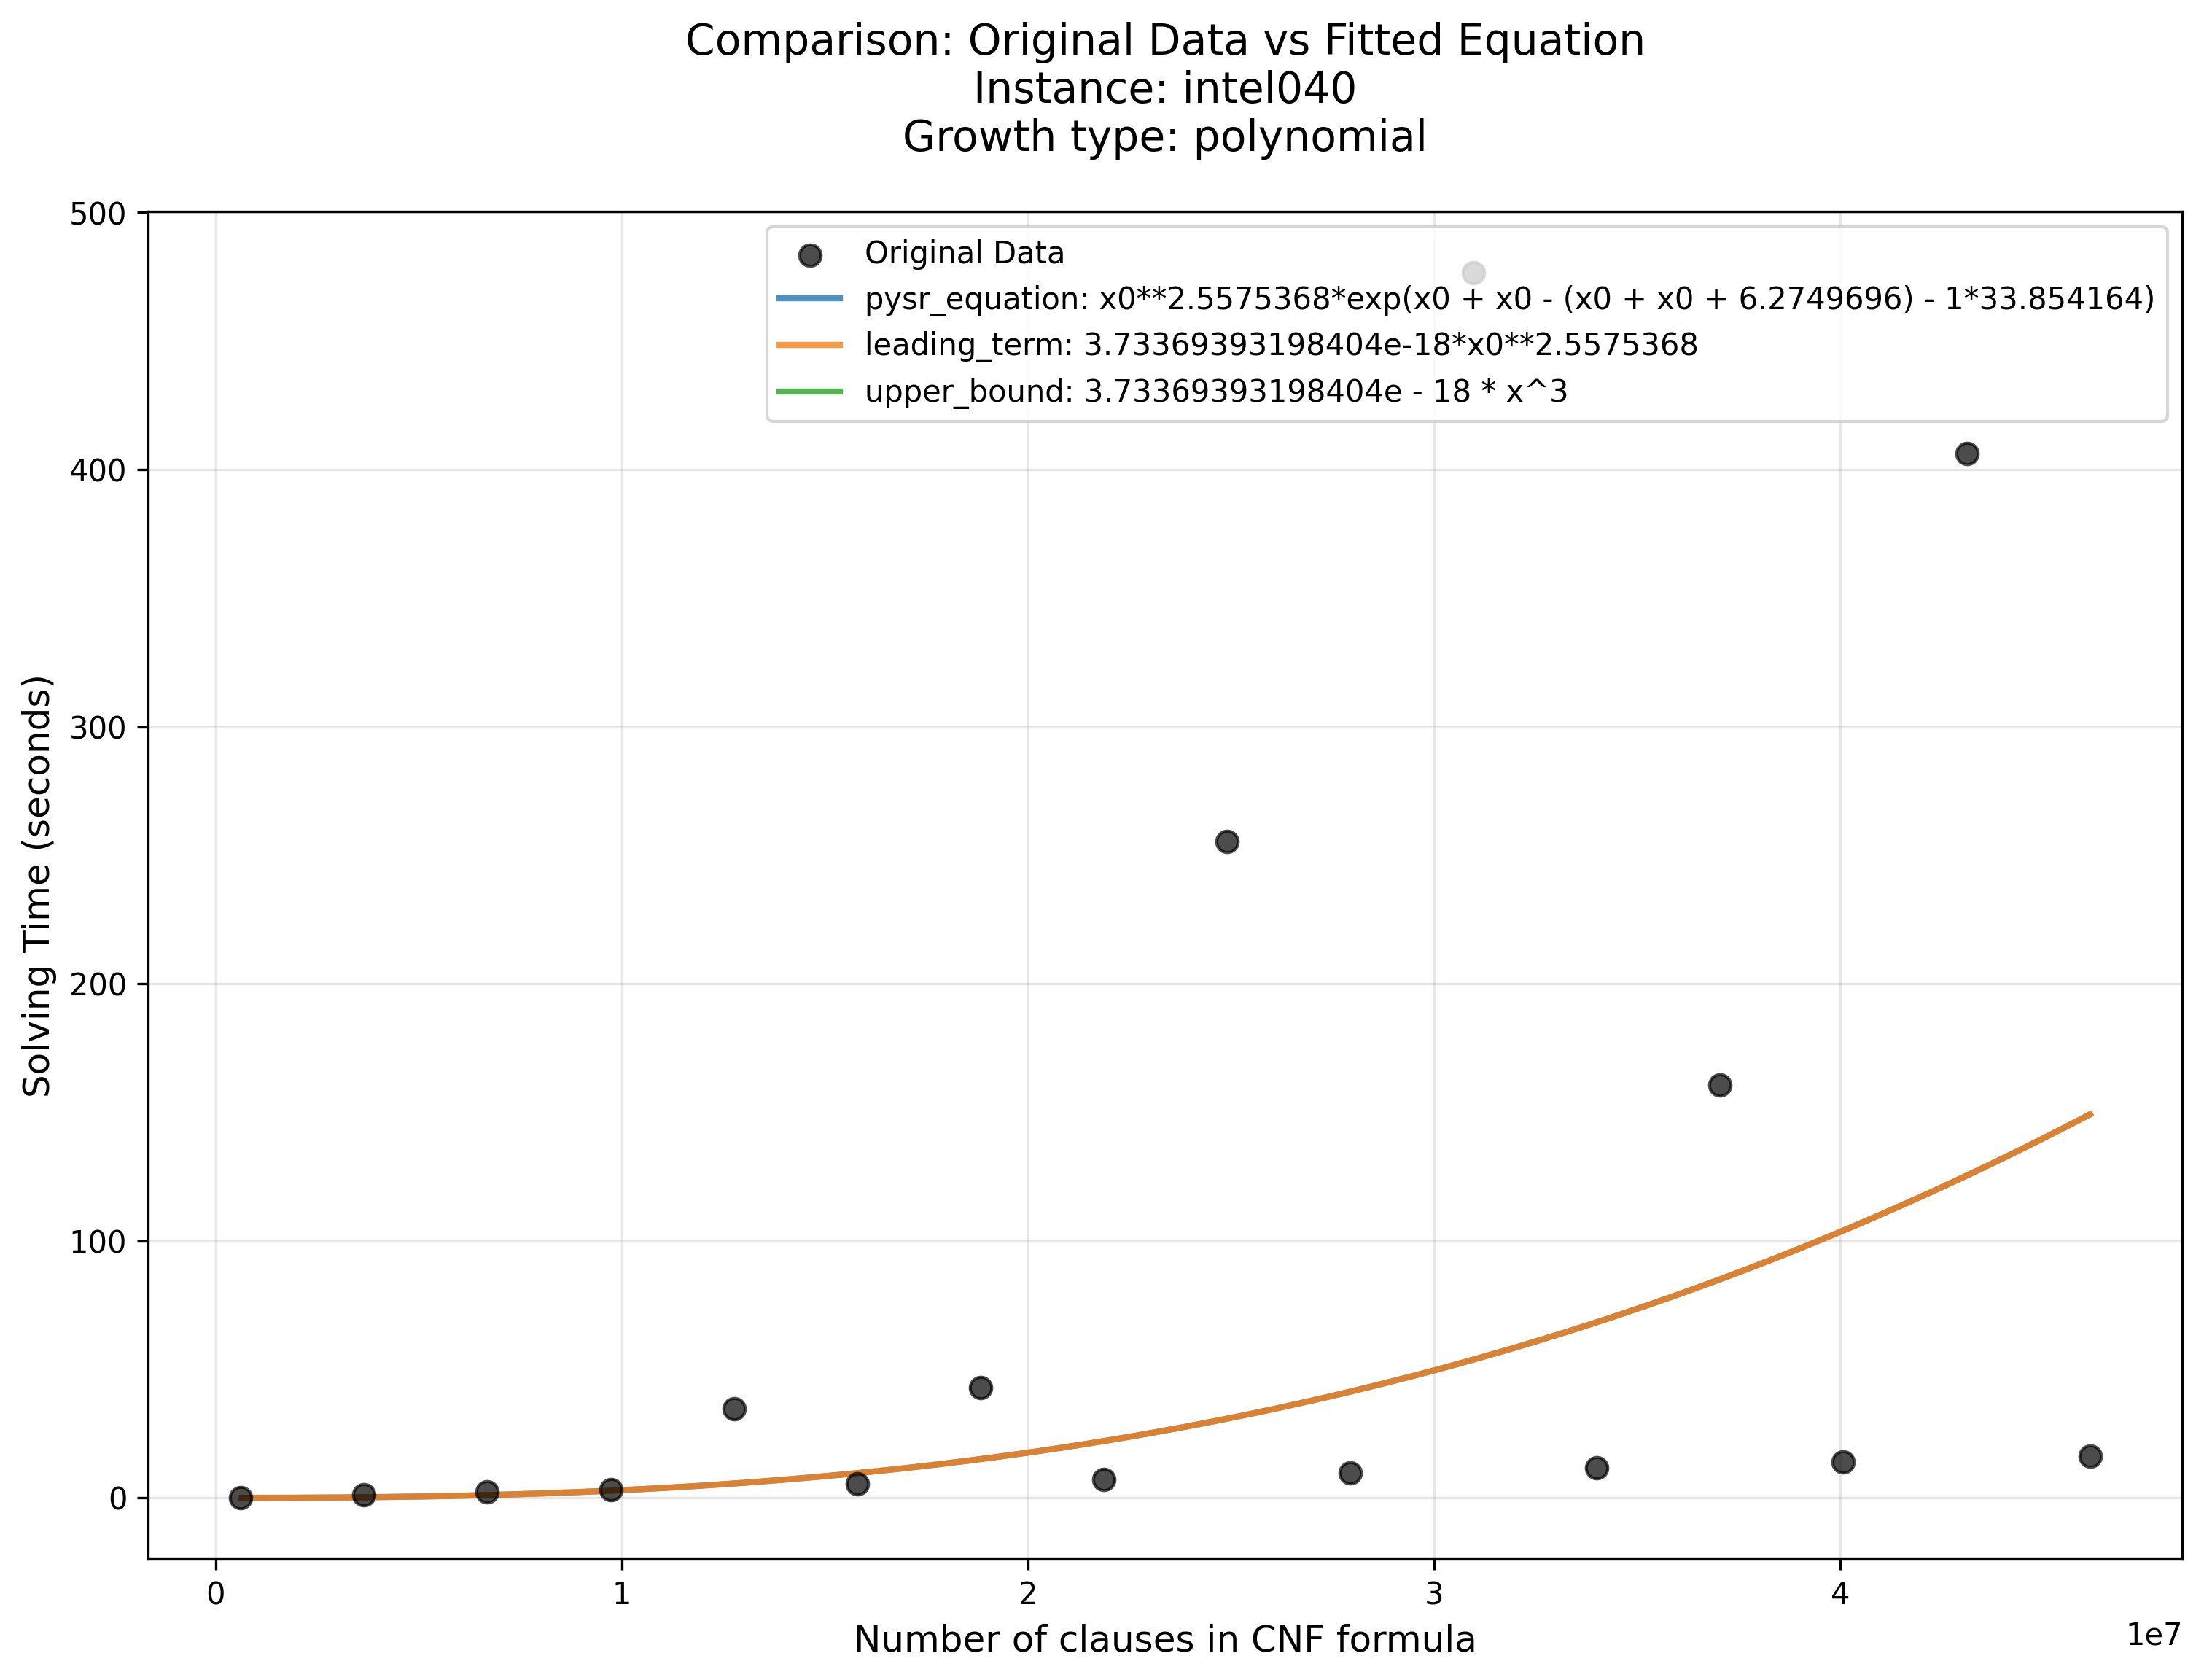 Comparison: Original Data vs Fitted Equation
Instance: intel040
Growth type: polynomial
500
400
300
200
100
0
Solving Time (seconds)
Original Data
pysr_equation: x0**2.5575368*exp(x0 + x0 - (x0 + x0 + 6.2749696) - 1*33.854164)
leading_term: 3.73369393198404e-18*x0**2.5575368
upper_bound: 3.73369393198404e - 18 * x^3
0
1
2
3
4
1e7
Number of clauses in CNF formula